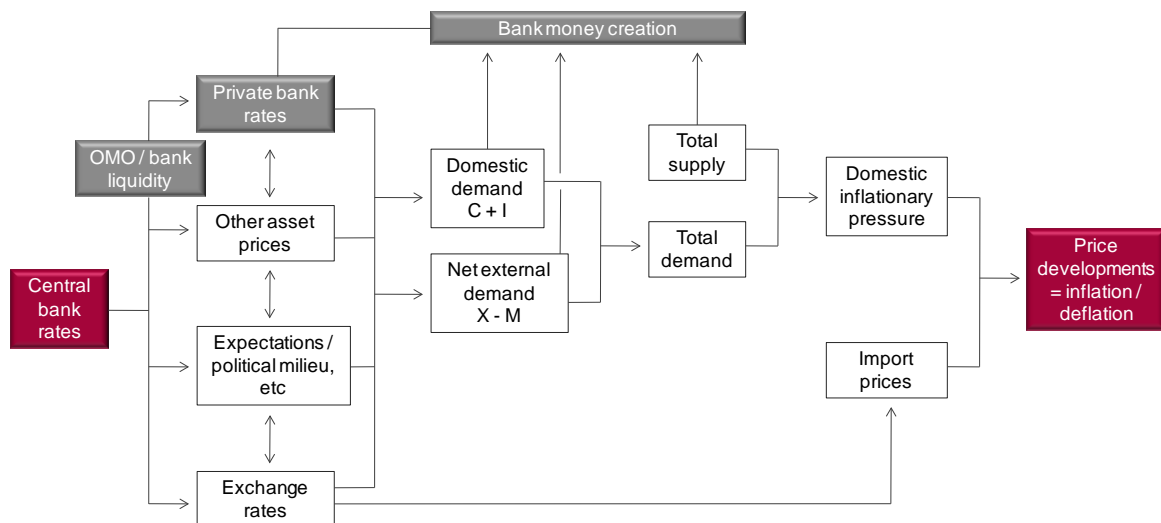 Bank money creation
Private bank
rates
OMO / bank
liquidity
Total
supply
Domestic
demand
C + I
Domestic
inflationary
pressure
Other asset
prices
Total
demand
Price
developments
= inflation /
deflation
Net external
demand
X - M
Central
bank
rates
Expectations /
political milieu,
etc
Import
prices
Exchange
rates